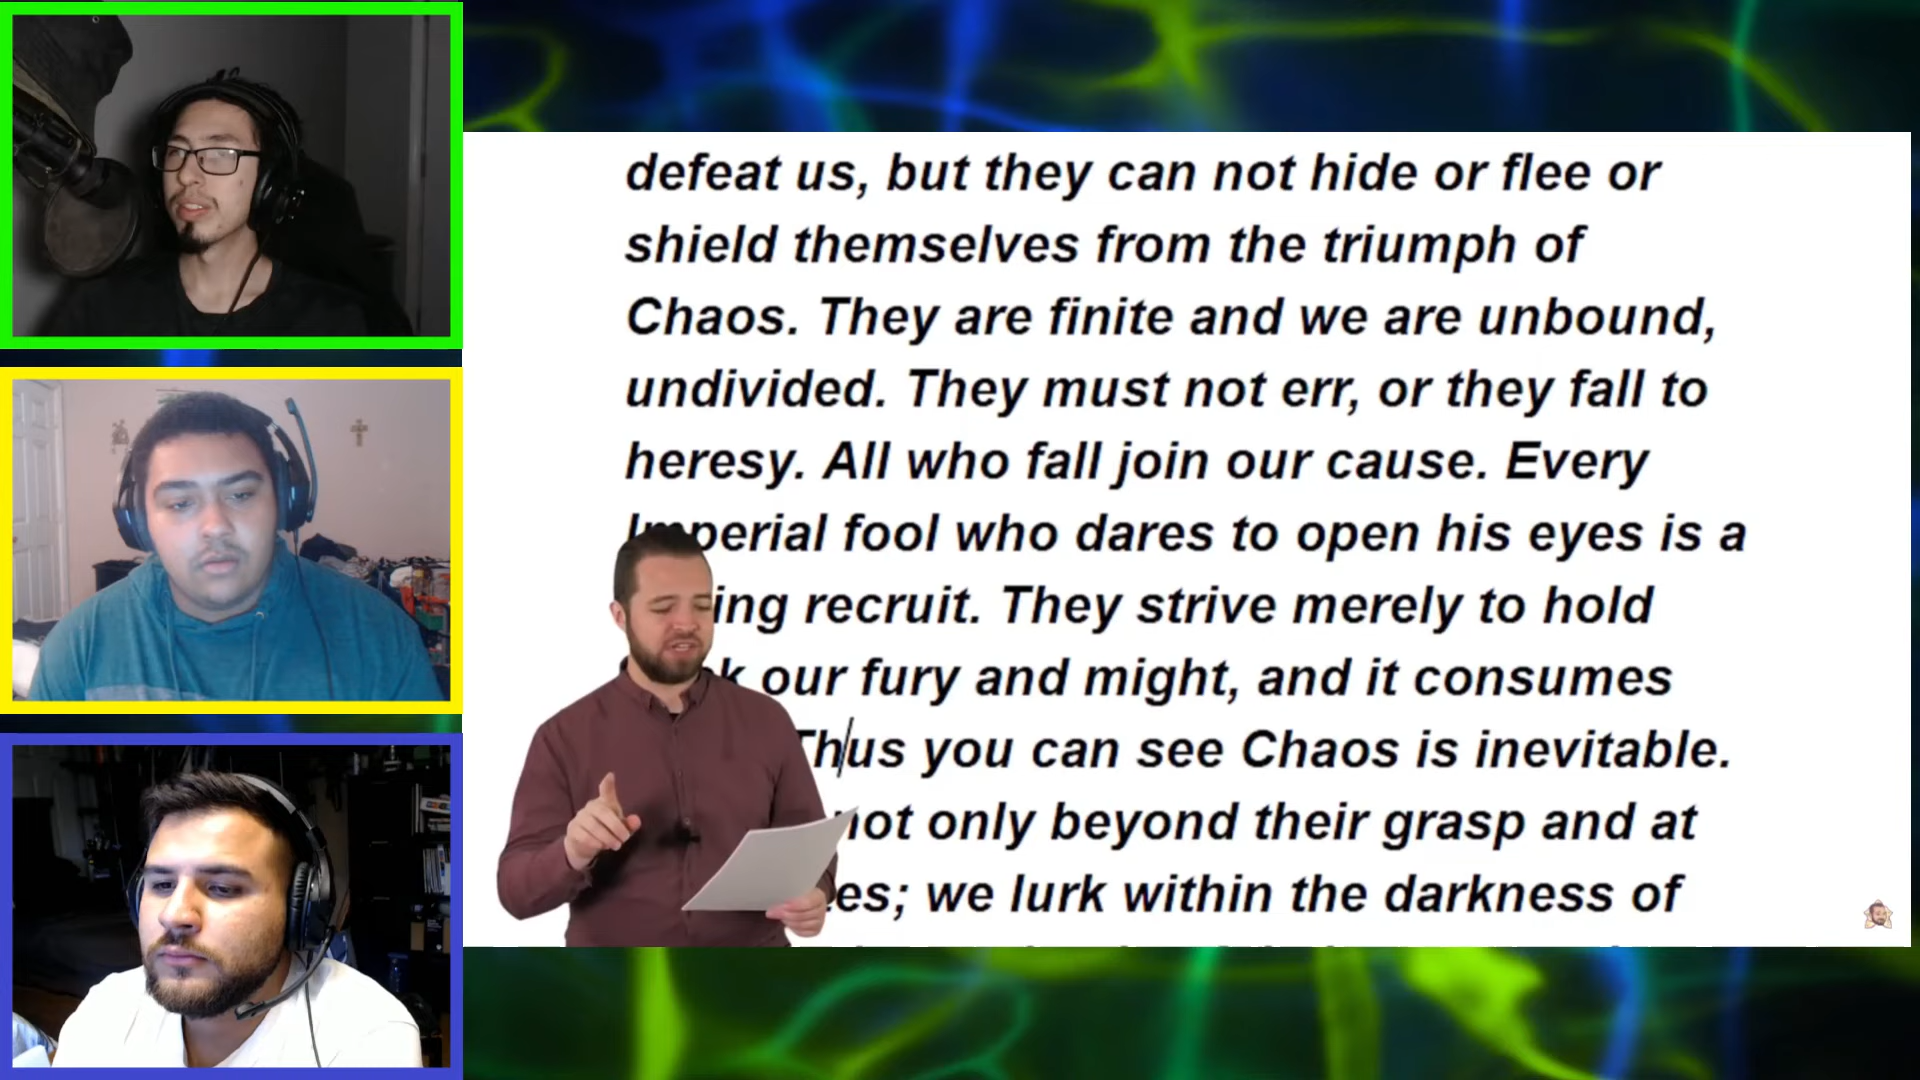 defeat us, but they can not hide or flee or
shield themselves from the triumph of
Chaos. They are finite and we are unbound,
undivided. They must not err, or they fall to
heresy. All who fall join our cause. Every
Imperial fool who dares to open his eyes is a
recruit. They strive merely to hold
our fury and might, and it consumes
Thus you can see Chaos is inevitable.
not only beyond their grasp and at
we lurk within the darkness of